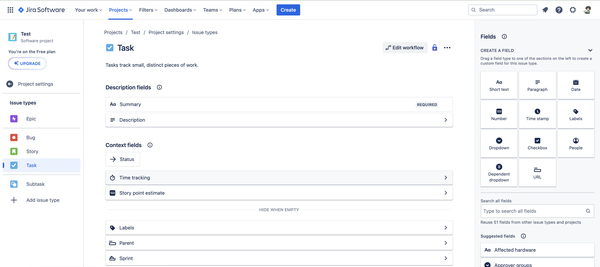 Jira Software
Your work
Projects
Filters
Dashboards
Teams
Plans
Apps
Create
Search
Test
Software project
You're on the Free plan
UPGRADE
Project settings
Issue types
Epic
Bug
Story
Task
Subtask
Add issue type
Projects / Test / Project settings / Issue types
Task
Edit workflow
Tasks track small, distinct pieces of work.
Description fields
Aa Summary REQUIRED
Description
Context fields
Status
Time tracking
Story point estimate
HIDE WHEN EMPTY
Labels
Parent
Sprint
Fields
CREATE A FIELD
Drag a field type to one of the sections on the left to create a
custom field for this issue type.
Aa
Short text
Paragraph
Date
Number
Time stamp
Labels
Dropdown
Checkbox
People
Dependent
dropdown
URL
Search all fields
Type to search all fields
Reuse 51 fields from other issue types and projects
Suggested fields
Aa Affected hardware
Approver groups